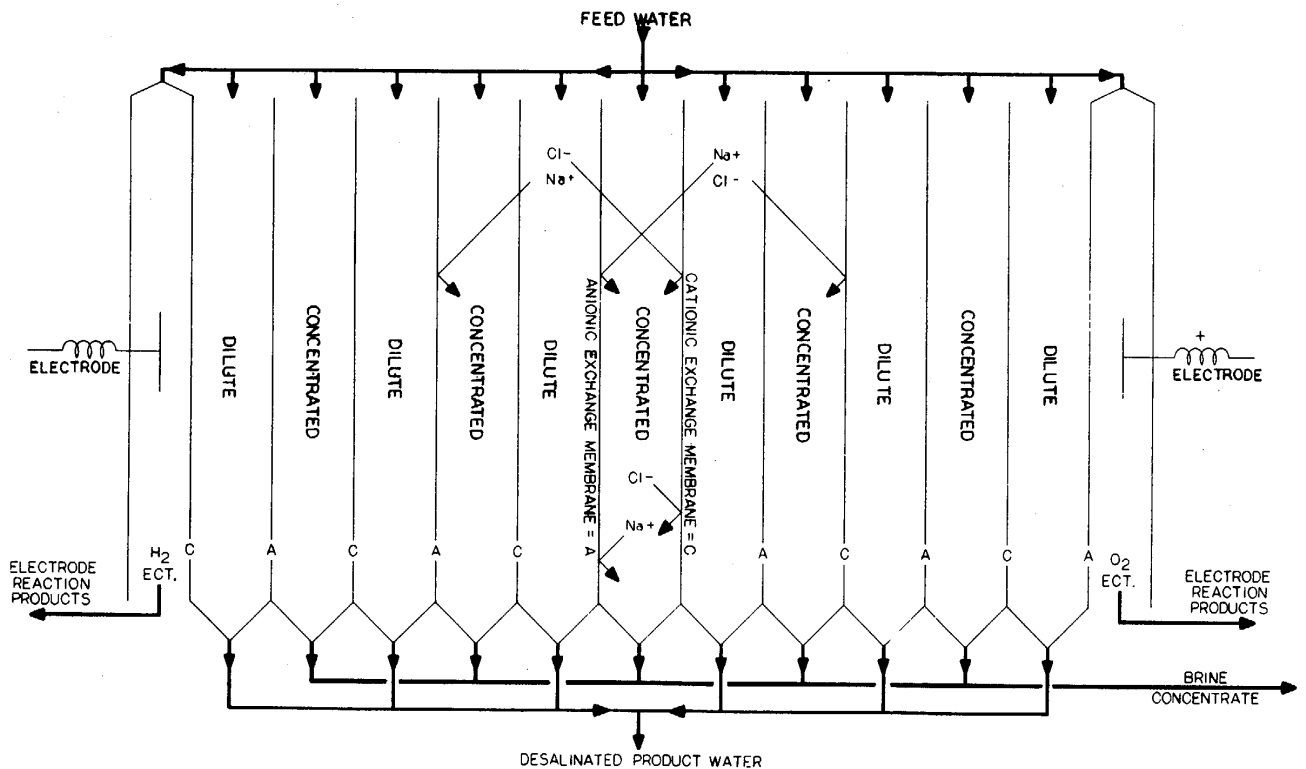 FEED WATER
Cl-
Na+
Na+
Cl-
DILUTE
CONCENTRATED
DILUTE
CONCENTRATED
DILUTE
ANIONIC EXCHANGE MEMBRANE = A
CONCENTRATED
CATIONIC EXCHANGE MEMBRANE = C
DILUTE
CONCENTRATED
DILUTE
CONCENTRATED
DILUTE
ELECTRODE
+
ELECTRODE
Cl-
Na+
H2
ECT.
C
A
C
A
C
A
C
A
C
A
O2
ECT.
ELECTRODE
REACTION
PRODUCTS
ELECTRODE
REACTION
PRODUCTS
BRINE
CONCENTRATE
DESALINATED PRODUCT WATER